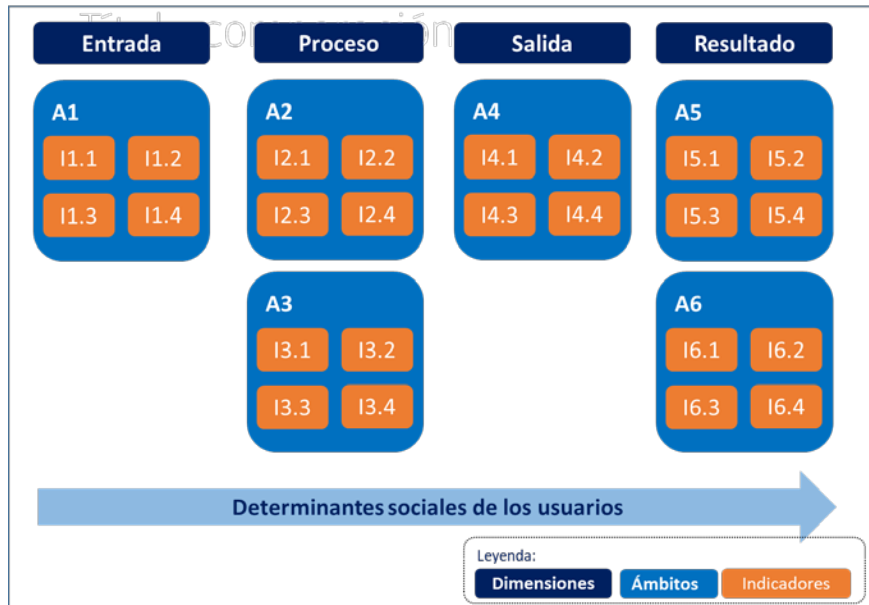 Título comparación
Entrada Proceso Salida Resultado
A1 A2 A4 A5
I1.1 I1.2 I2.1 I2.2 I4.1 I4.2 I5.1 I5.2
I1.3 I1.4 I2.3 I2.4 I4.3 I4.4 I5.3 I5.4
A3 A6
I3.1 I3.2 I6.1 I6.2
I3.3 I3.4 I6.3 I6.4
Determinantes sociales de los usuarios
Leyenda:
Dimensiones Ámbitos Indicadores